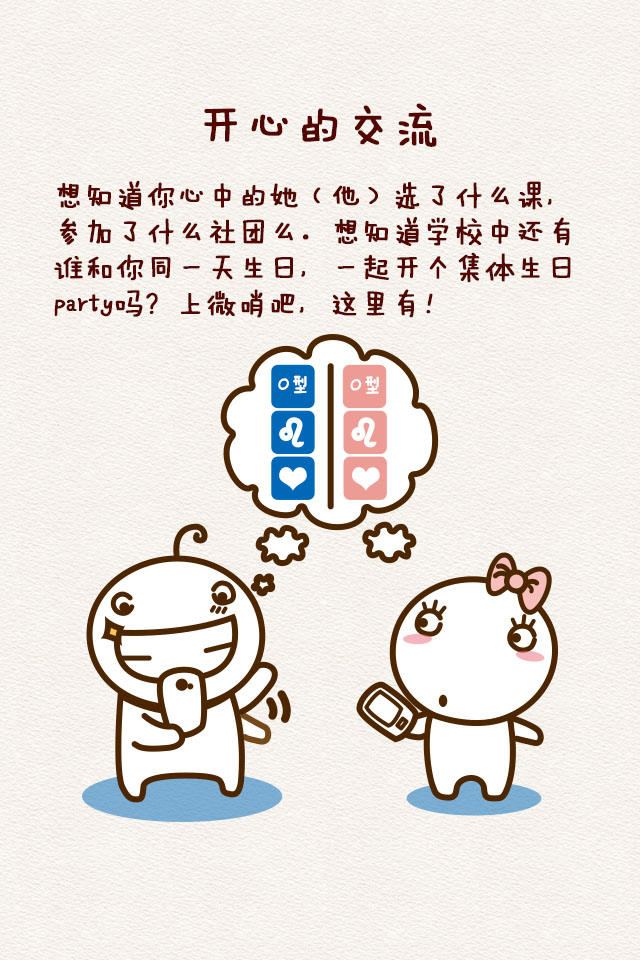 开心的交流
想知道你心中的她（他）选了什么课,
参加了什么社团么。想知道学校中还有
谁和你同一天生日, 一起开个集体生日
party吗? 上微哨吧, 这里有!
O型 O型